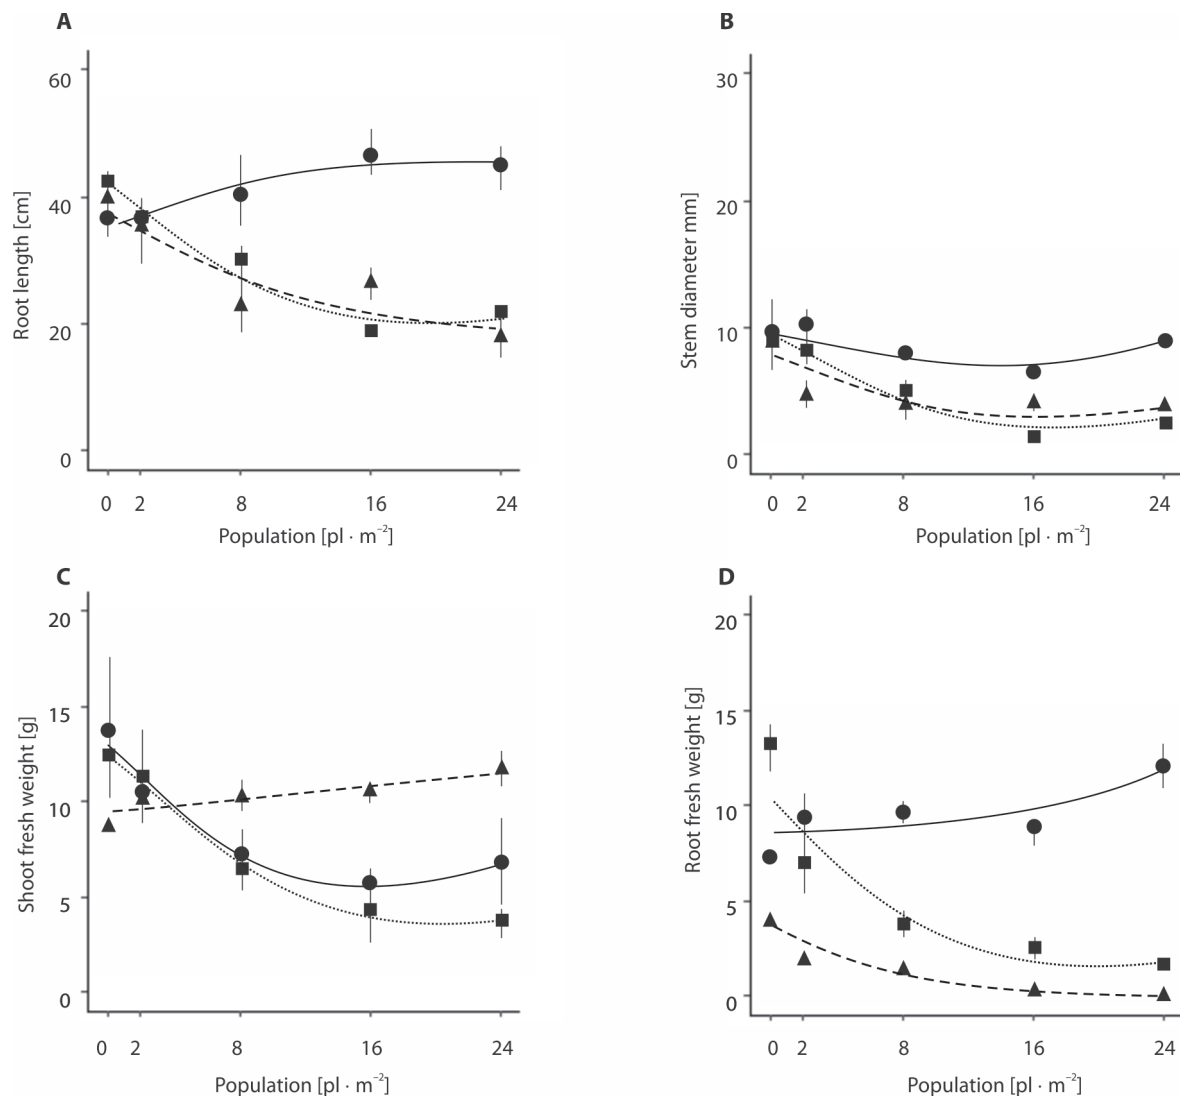 A
60
40
20
0
Root length [cm]
0 2 8 16 24
Population [pl · m⁻²]
B
30
20
10
0
Stem diameter mm]
0 2 8 16 24
Population [pl · m⁻²]
C
20
15
10
5
0
Shoot fresh weight [g]
0 2 8 16 24
Population [pl · m⁻²]
D
20
15
10
5
0
Root fresh weight [g]
0 2 8 16 24
Population [pl · m⁻²]